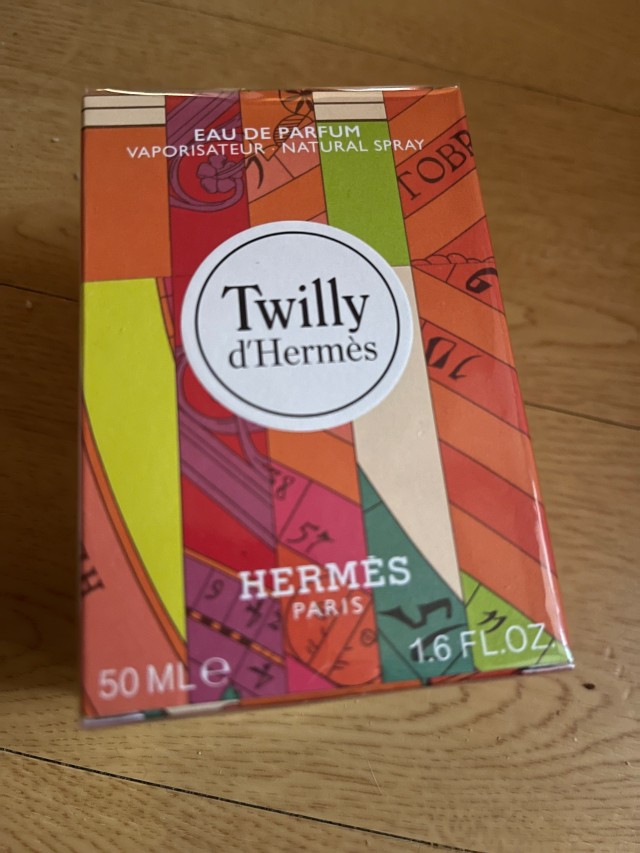 EAU DE PARFUM
VAPORISATEUR · NATURAL SPRAY
Twilly
d'Hermès
HERMÈS
PARIS
50 ML e
1.6 FL.OZ.